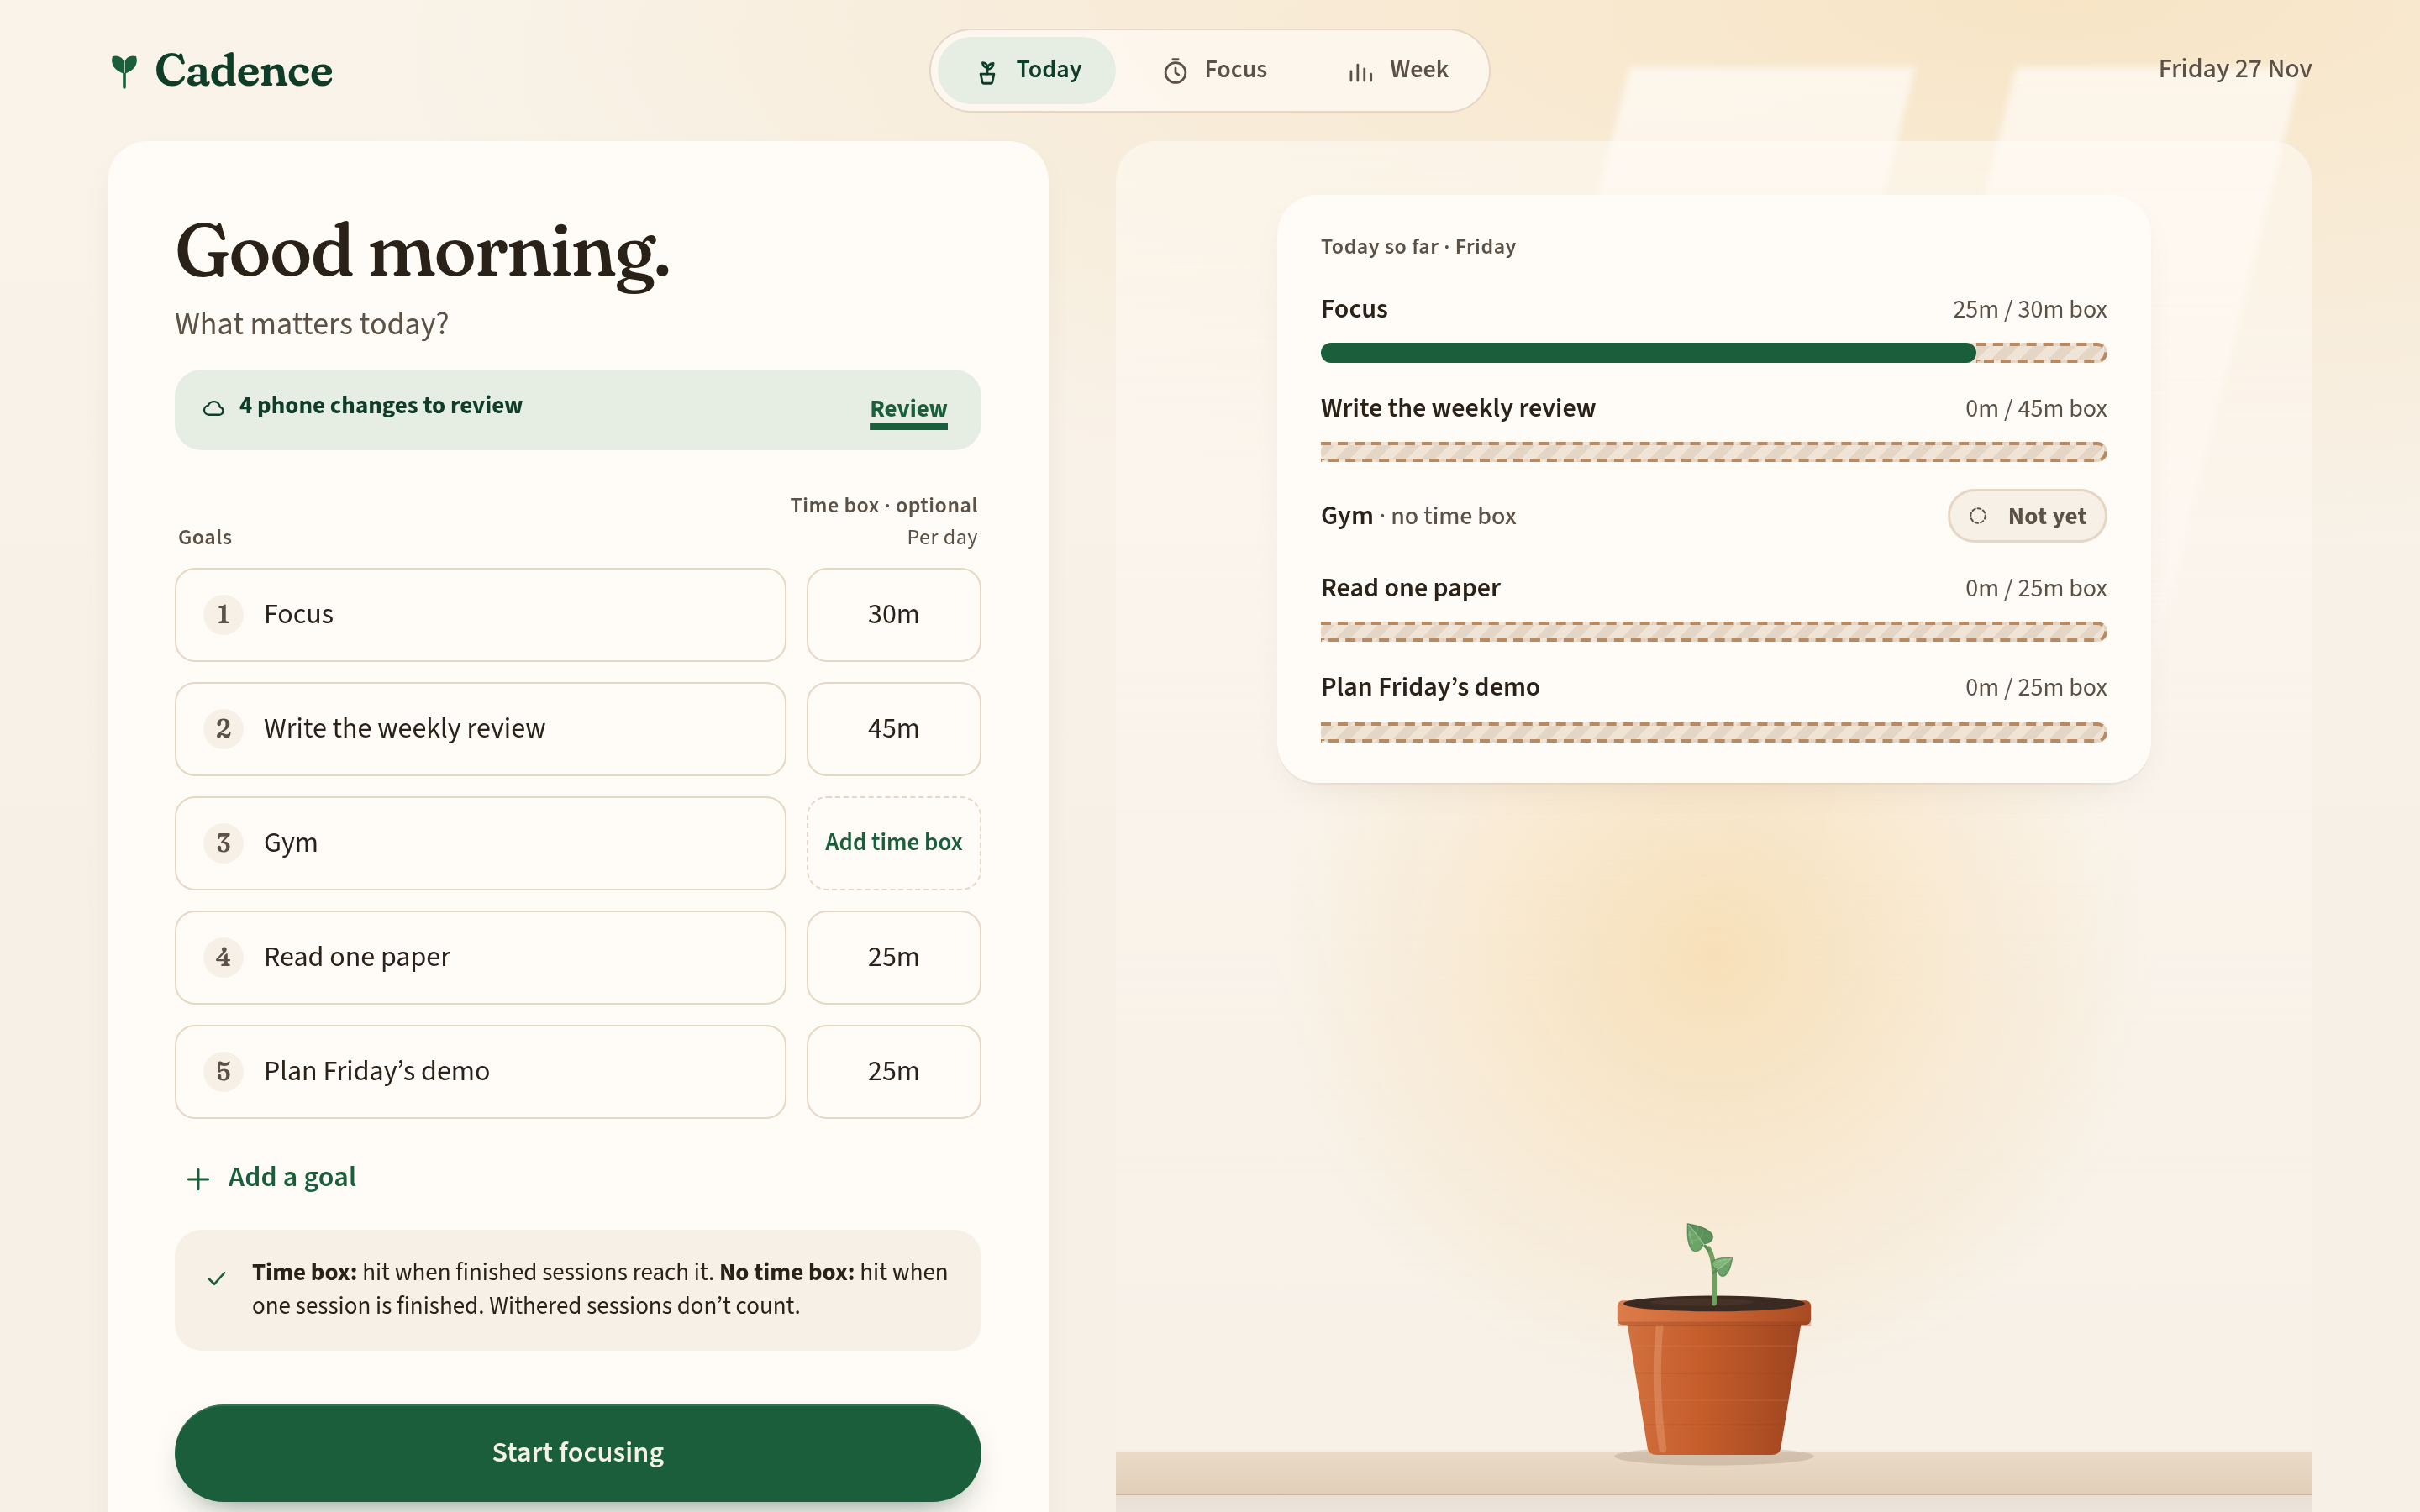 Cadence
Today
Focus
Week
Friday 27 Nov
Good morning.
What matters today?
4 phone changes to review
Review
Time box · optional
Goals
Per day
1 Focus
30m
2 Write the weekly review
45m
3 Gym
Add time box
4 Read one paper
25m
5 Plan Friday’s demo
25m
Add a goal
Time box: hit when finished sessions reach it. No time box: hit when
one session is finished. Withered sessions don’t count.
Start focusing
Today so far · Friday
Focus
25m / 30m box
Write the weekly review
0m / 45m box
Gym · no time box
Not yet
Read one paper
0m / 25m box
Plan Friday’s demo
0m / 25m box